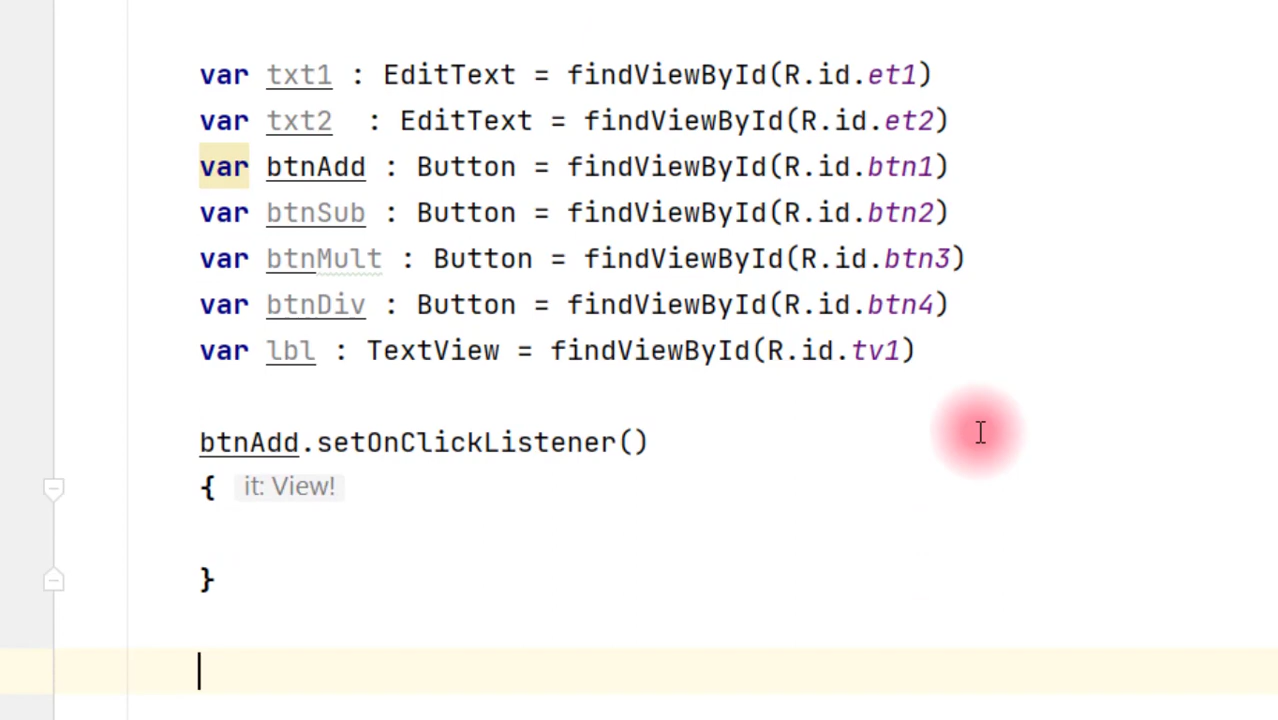 var txt1 : EditText = findViewById(R.id.et1)
var txt2  : EditText = findViewById(R.id.et2)
var btnAdd : Button = findViewById(R.id.btn1)
var btnSub : Button = findViewById(R.id.btn2)
var btnMult : Button = findViewById(R.id.btn3)
var btnDiv : Button = findViewById(R.id.btn4)
var lbl : TextView = findViewById(R.id.tv1)
btnAdd.setOnClickListener()
{ it: View!
}